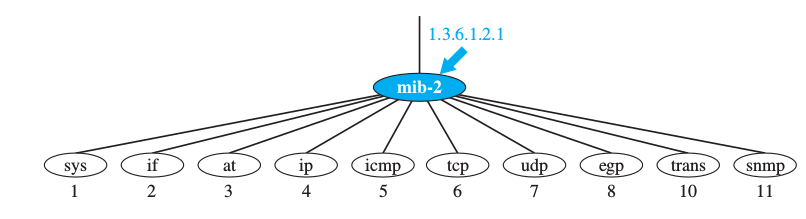 1.3.6.1.2.1
mib-2
sys if at ip icmp tcp udp egp trans snmp
1 2 3 4 5 6 7 8 10 11